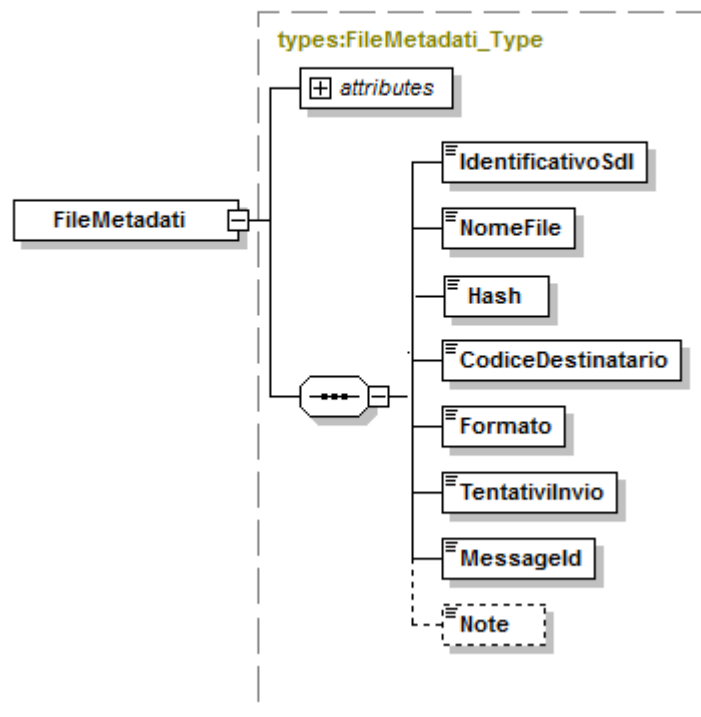 types:FileMetadati_Type
attributes
FileMetadati
IdentificativoSdI
NomeFile
Hash
CodiceDestinatario
Formato
TentativiInvio
MessageId
Note